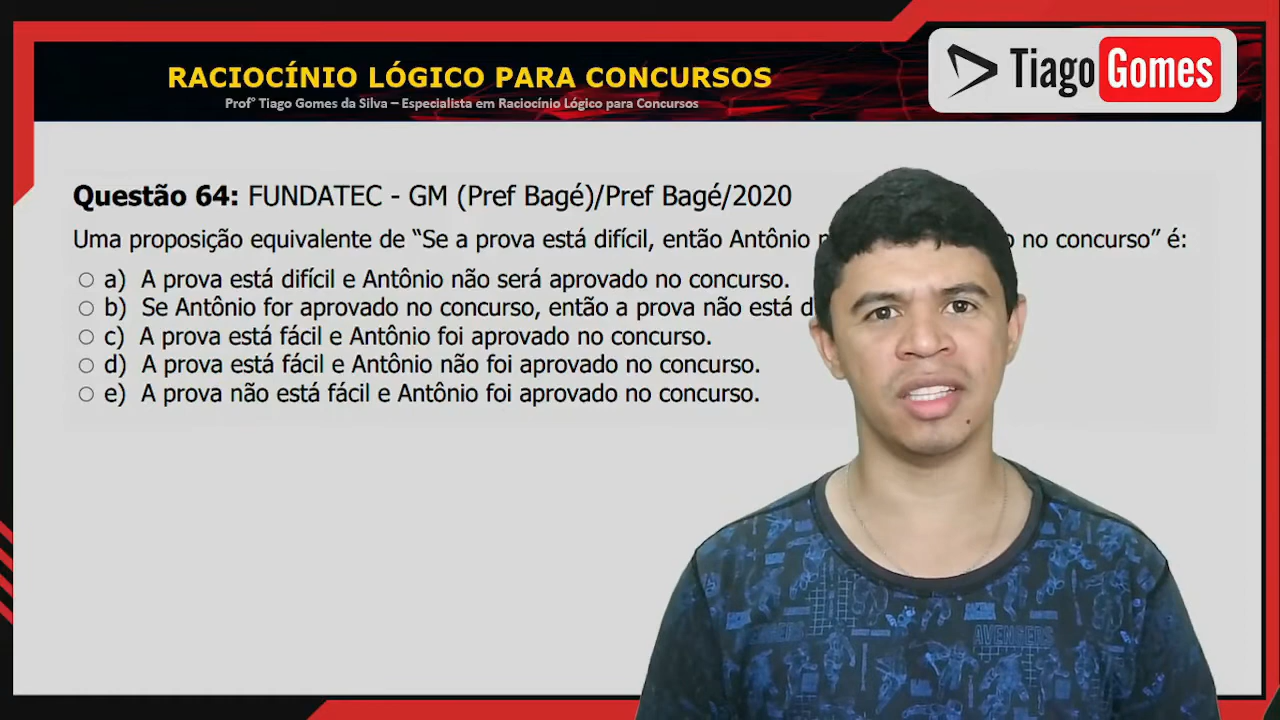 RACIOCÍNIO LÓGICO PARA CONCURSOS
Profº Tiago Gomes da Silva – Especialista em Raciocínio Lógico para Concursos
Tiago Gomes
Questão 64: FUNDATEC - GM (Pref Bagé)/Pref Bagé/2020
Uma proposição equivalente de “Se a prova está difícil, então Antônio no concurso” é:
a) A prova está difícil e Antônio não será aprovado no concurso.
b) Se Antônio for aprovado no concurso, então a prova não está
c) A prova está fácil e Antônio foi aprovado no concurso.
d) A prova está fácil e Antônio não foi aprovado no concurso.
e) A prova não está fácil e Antônio foi aprovado no concurso.
AVENGERS